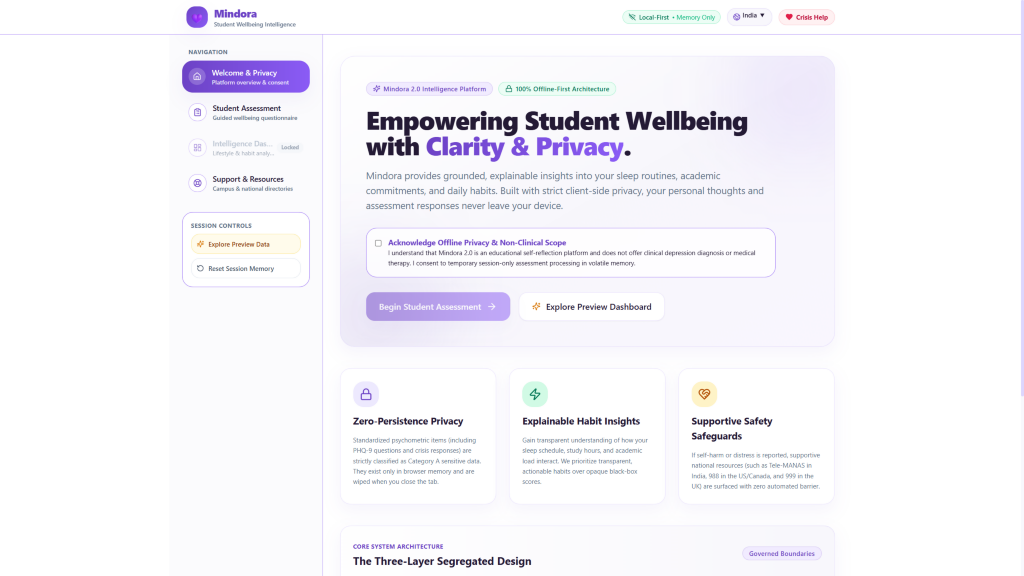 Mindora
Student Wellbeing Intelligence
Local-First • Memory Only
India ▼
Crisis Help
NAVIGATION
Welcome & Privacy
Platform overview & consent
Student Assessment
Guided wellbeing questionnaire
Intelligence Das...
Lifestyle & habit analy...
Locked
Support & Resources
Campus & national directories
SESSION CONTROLS
Explore Preview Data
Reset Session Memory
Mindora 2.0 Intelligence Platform
100% Offline-First Architecture
Empowering Student Wellbeing
with Clarity & Privacy.
Mindora provides grounded, explainable insights into your sleep routines, academic
commitments, and daily habits. Built with strict client-side privacy, your personal thoughts and
assessment responses never leave your device.
Acknowledge Offline Privacy & Non-Clinical Scope
I understand that Mindora 2.0 is an educational self-reflection platform and does not offer clinical depression diagnosis or medical
therapy. I consent to temporary session-only assessment processing in volatile memory.
Begin Student Assessment →
Explore Preview Dashboard
Zero-Persistence Privacy
Standardized psychometric items (including
PHQ-9 questions and crisis responses) are
strictly classified as Category A sensitive data.
They exist only in browser memory and are
wiped when you close the tab.
Explainable Habit Insights
Gain transparent understanding of how your
sleep schedule, study hours, and academic
load interact. We prioritize transparent,
actionable habits over opaque black-box
scores.
Supportive Safety
Safeguards
If self-harm or distress is reported, supportive
national resources (such as Tele-MANAS in
India, 988 in the US/Canada, and 999 in the
UK) are surfaced with zero automated barrier.
CORE SYSTEM ARCHITECTURE
The Three-Layer Segregated Design
Governed Boundaries